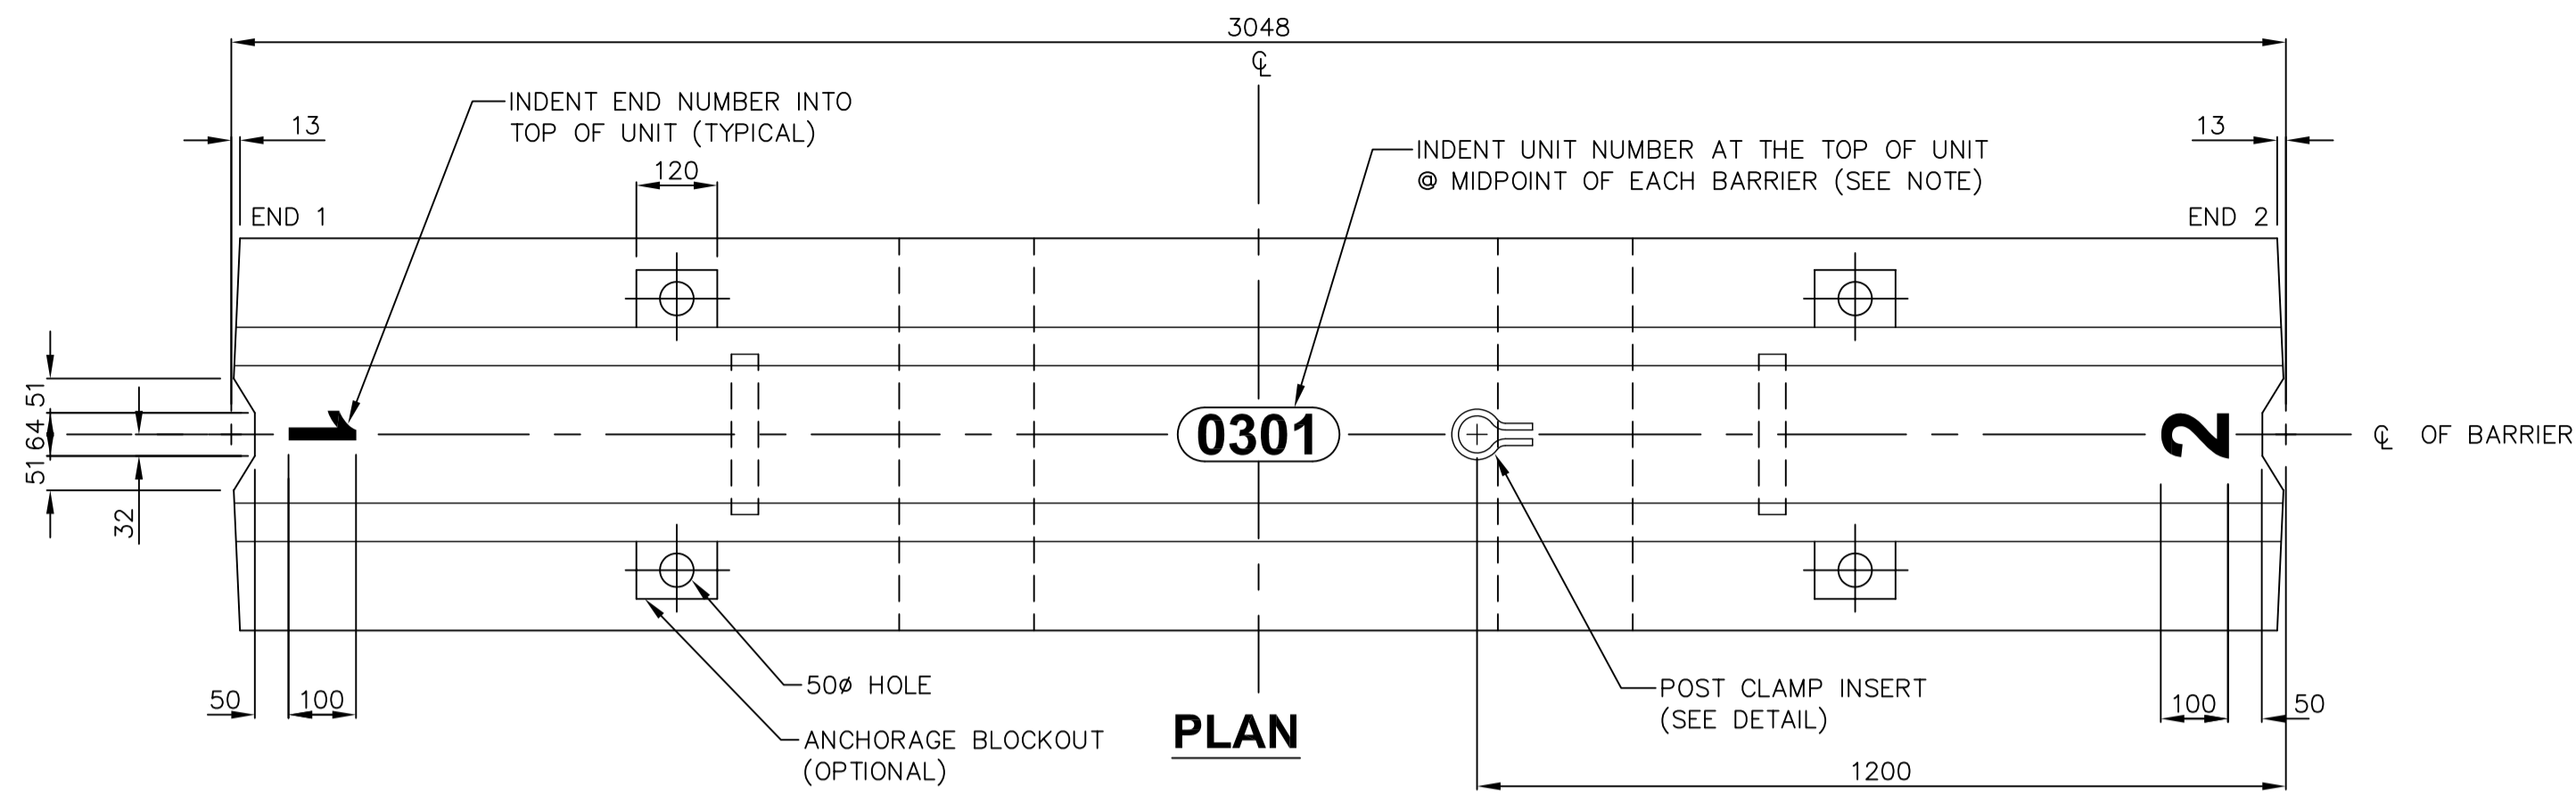 3048
℄
INDENT END NUMBER INTO
TOP OF UNIT (TYPICAL)
13
13
120
INDENT UNIT NUMBER AT THE TOP OF UNIT
@ MIDPOINT OF EACH BARRIER (SEE NOTE)
END 1
END 2
51
64
51
32
1
0301
2
℄ OF BARRIER
50
100
50ø HOLE
ANCHORAGE BLOCKOUT
(OPTIONAL)
PLAN
POST CLAMP INSERT
(SEE DETAIL)
100
50
1200